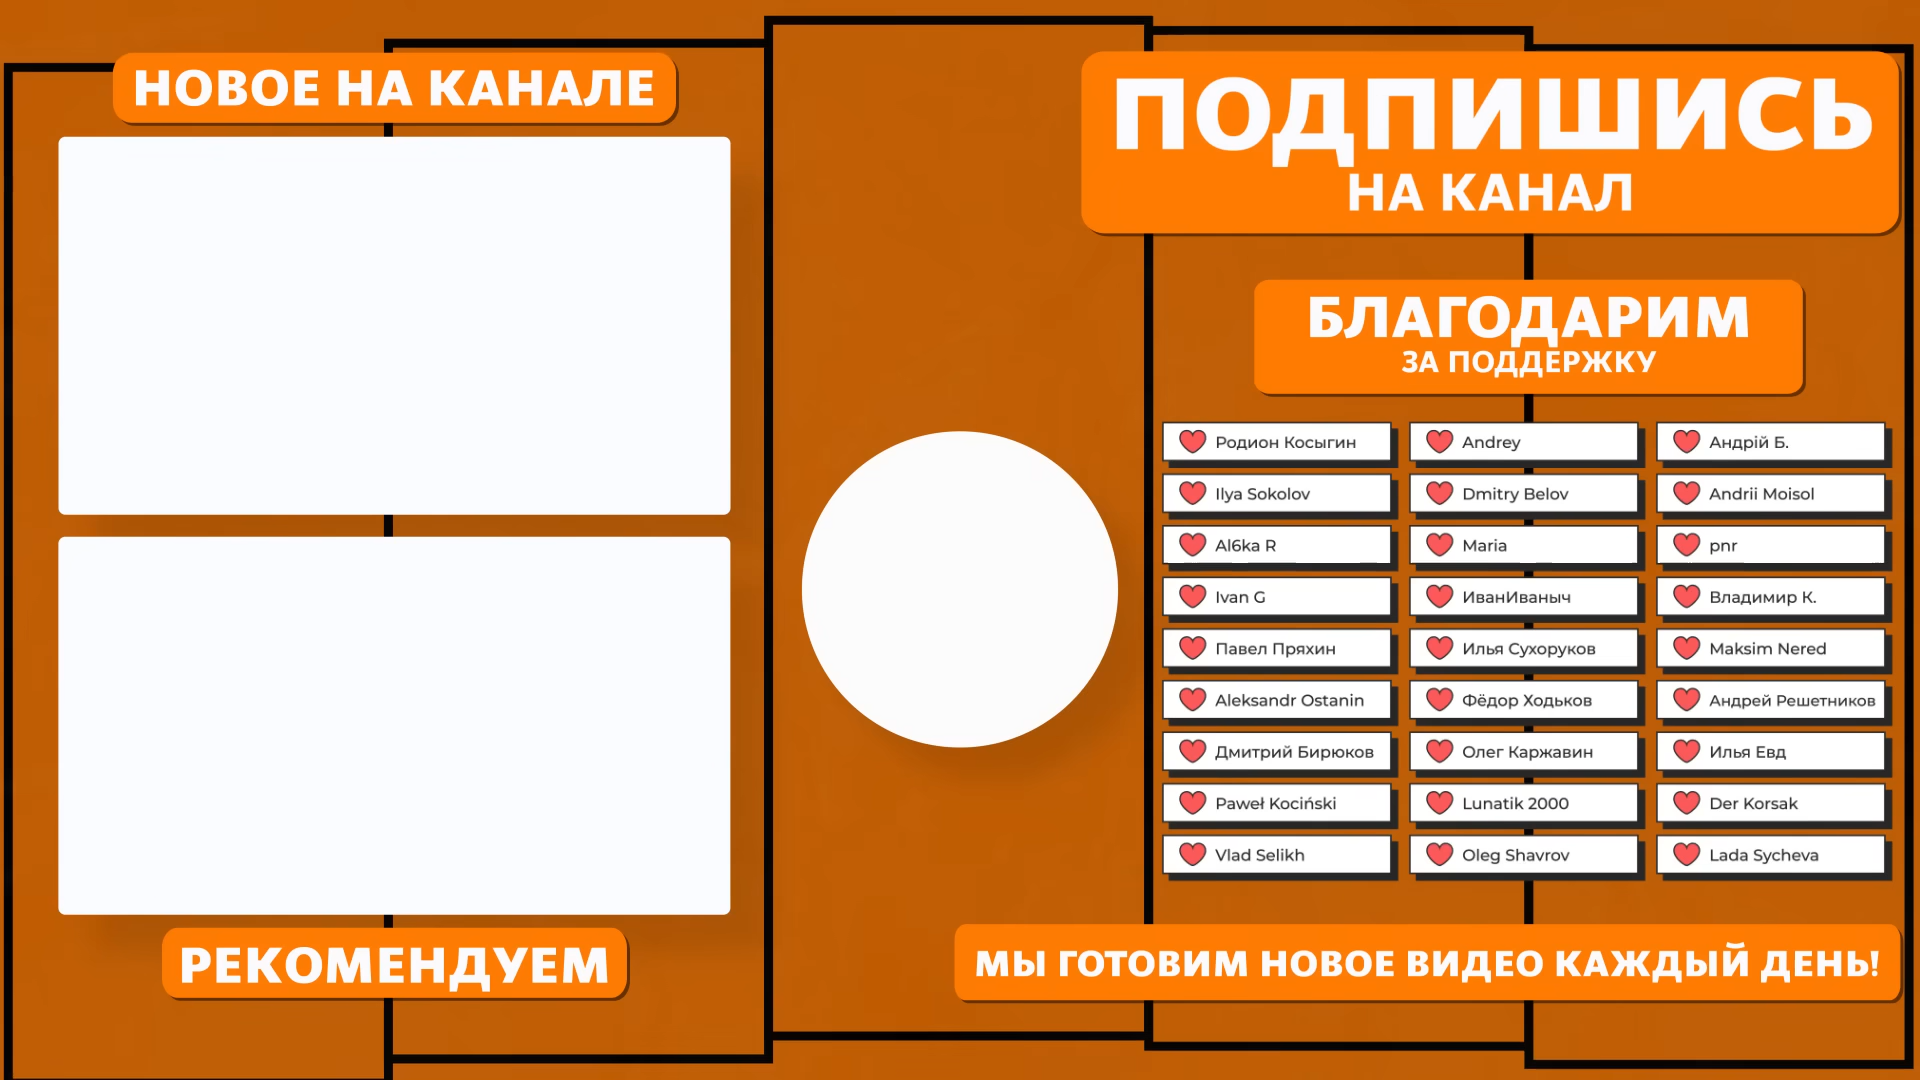 НОВОЕ НА КАНАЛЕ
РЕКОМЕНДУЕМ
ПОДПИШИСЬ
НА КАНАЛ
БЛАГОДАРИМ
ЗА ПОДДЕРЖКУ
Родион Косыгин
Andrey
Андрій Б.
Ilya Sokolov
Dmitry Belov
Andrii Moisol
Al6ka R
Maria
pnr
Ivan G
ИванИваныч
Владимир К.
Павел Пряхин
Илья Сухоруков
Maksim Nered
Aleksandr Ostanin
Фёдор Ходьков
Андрей Решетников
Дмитрий Бирюков
Олег Каржавин
Илья Евд
Paweł Kociński
Lunatik 2000
Der Korsak
Vlad Selikh
Oleg Shavrov
Lada Sycheva
МЫ ГОТОВИМ НОВОЕ ВИДЕО КАЖДЫЙ ДЕНЬ!